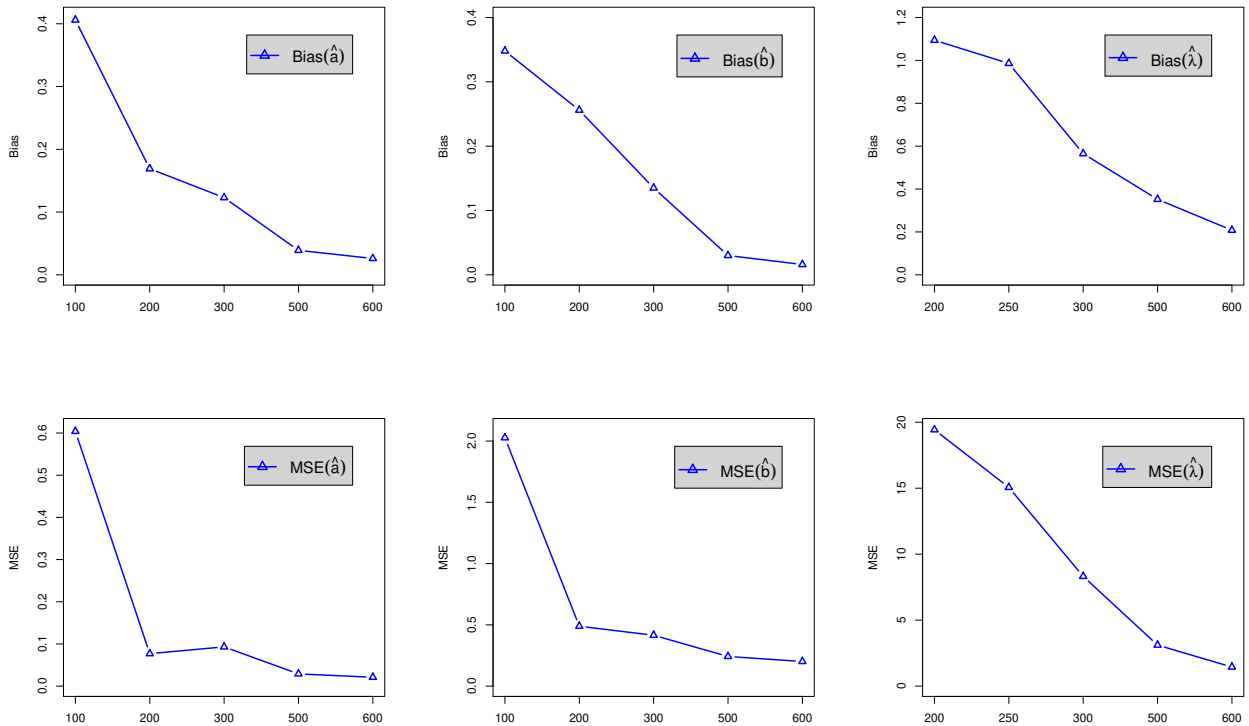 0.4
0.3
0.2
0.1
0.0
Bias
Bias(â)
100 200 300 500 600
0.4
0.3
0.2
0.1
0.0
Bias
Bias(b̂)
100 200 300 500 600
1.2
1.0
0.8
0.6
0.4
0.2
0.0
Bias
Bias(λ̂)
200 250 300 500 600
0.6
0.5
0.4
0.3
0.2
0.1
0.0
MSE
MSE(â)
100 200 300 500 600
2.0
1.5
1.0
0.5
0.0
MSE
MSE(b̂)
100 200 300 500 600
20
15
10
5
0
MSE
MSE(λ̂)
200 250 300 500 600